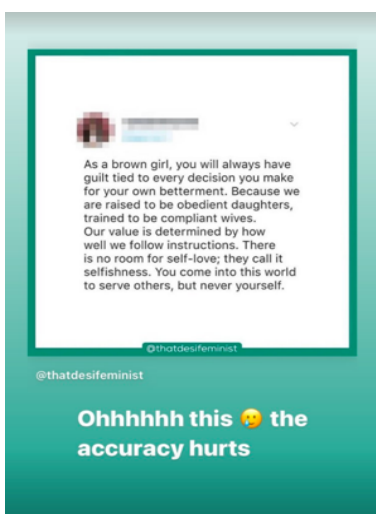 As a brown girl, you will always have
guilt tied to every decision you make
for your own betterment. Because we
are raised to be obedient daughters,
trained to be compliant wives.
Our value is determined by how
well we follow instructions. There
is no room for self-love; they call it
selfishness. You come into this world
to serve others, but never yourself.
@thatdesifeminist
@thatdesifeminist
Ohhhhhh this 🥲 the
accuracy hurts